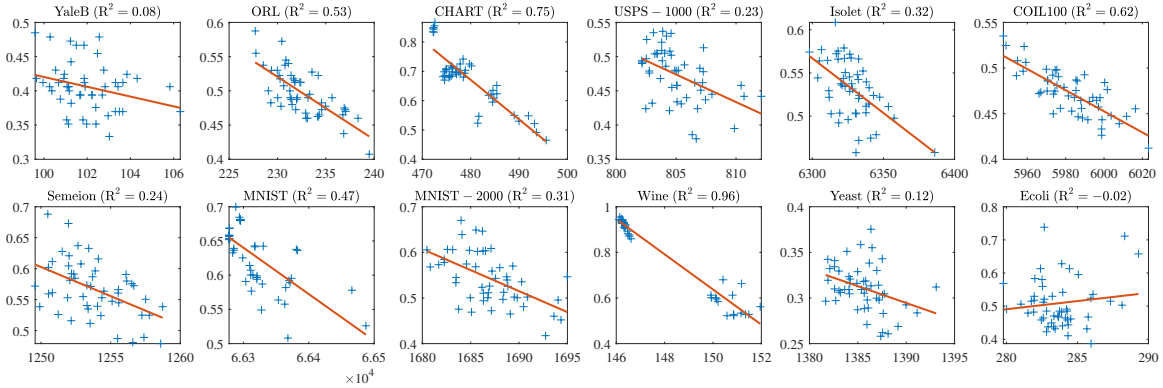 YaleB (R² = 0.08) ORL (R² = 0.53) CHART (R² = 0.75) USPS − 1000 (R² = 0.23) Isolet (R² = 0.32) COIL100 (R² = 0.62)
0.5 0.6 0.8 0.55 0.6 0.55
0.45 0.55 0.7 0.5 0.5
0.4 0.5 0.6 0.45 0.55
0.35 0.45 0.5 0.4 0.5 0.45
0.3 0.4 0.4 0.35 0.4
100 102 104 106 225 230 235 240 460 470 480 490 500 800 805 810 6300 6350 6400 5960 5980 6000 6020
Semeion (R² = 0.24) MNIST (R² = 0.47) MNIST − 2000 (R² = 0.31) Wine (R² = 0.96) Yeast (R² = 0.12) Ecoli (R² = −0.02)
0.7 0.7 0.7 1 0.4 0.8
0.65 0.65 0.7
0.6 0.6 0.6 0.8 0.35 0.6
0.55 0.55 0.5 0.6 0.3 0.5
0.5 0.5 0.4 0.4 0.25 0.4
1250 1255 1260 6.63 6.64 6.65 1680 1685 1690 1695 146 148 150 152 1380 1385 1390 1395 280 285 290
×10⁴